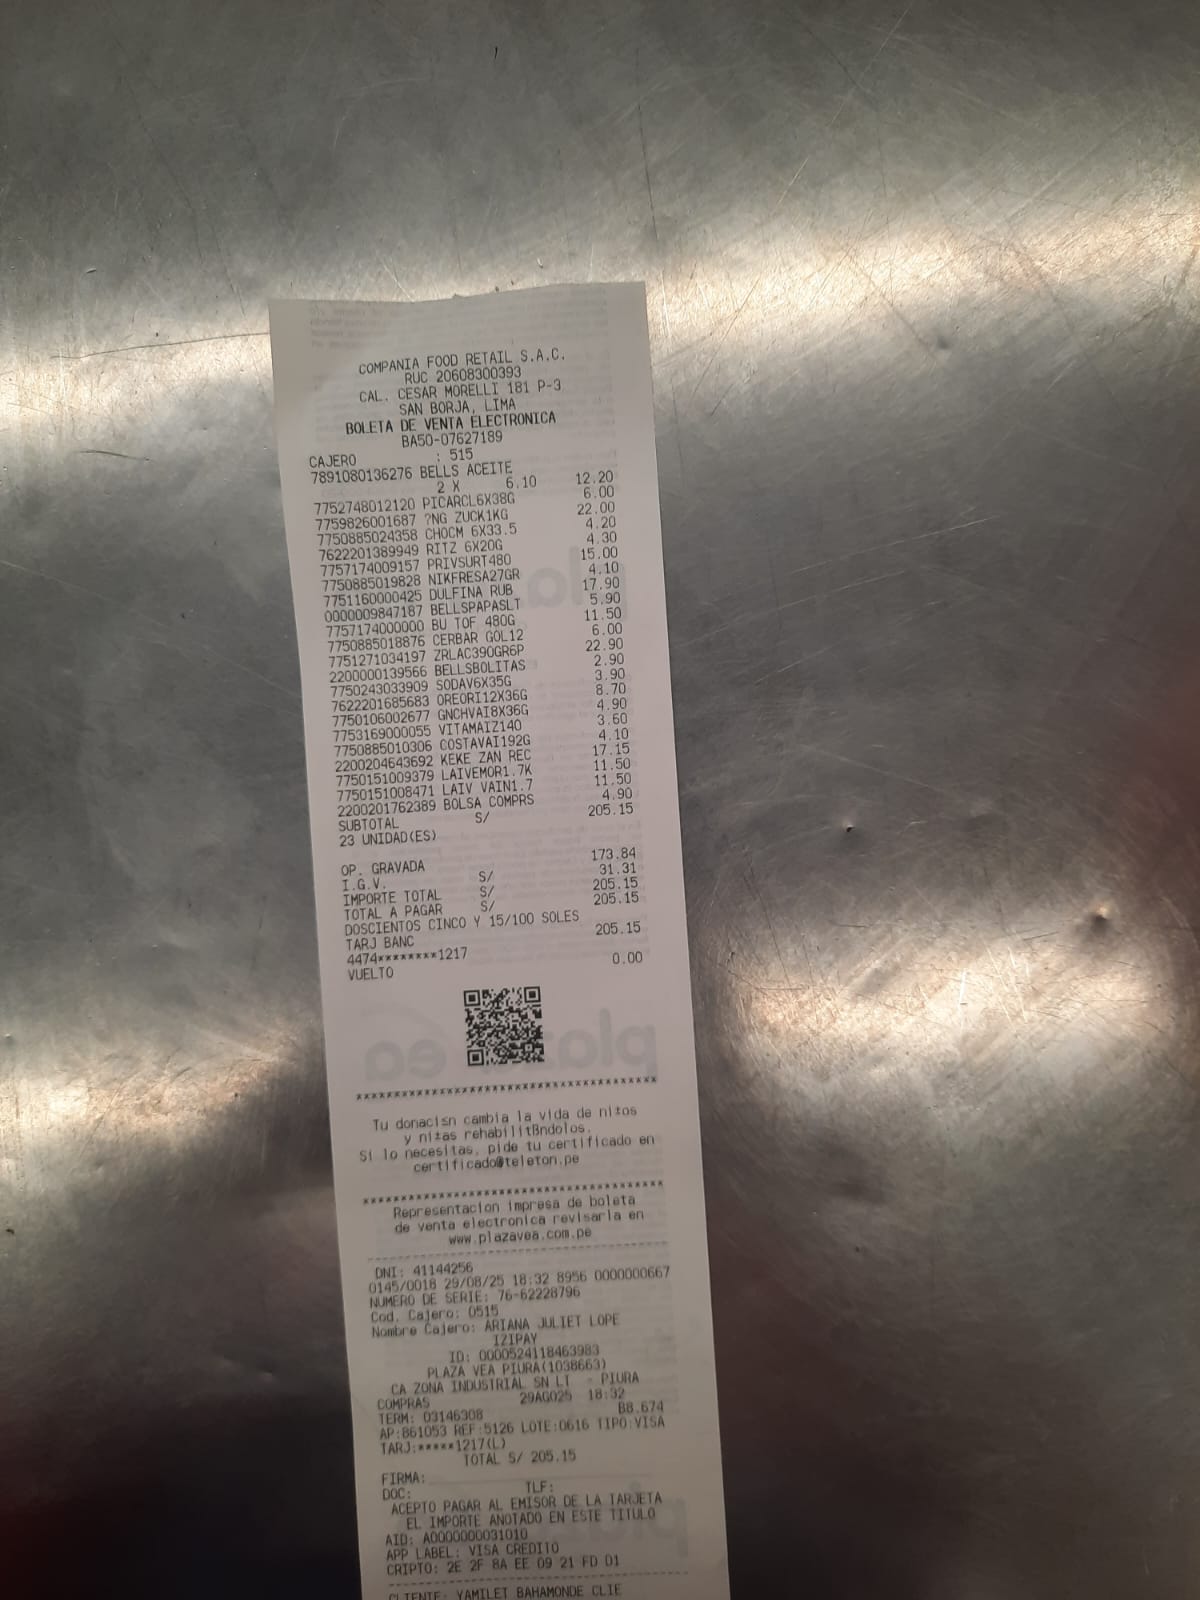 COMPANIA FOOD RETAIL S.A.C.
RUC 20608300393
CAL. CESAR MORELLI 181 P-3
SAN BORJA, LIMA
BOLETA DE VENTA ELECTRONICA
BA50-07627189
CAJERO : 515
7891080136276 BELLS ACEITE
2 X 6.10 12.20
7752748012120 PICARCL6X38G 6.00
7759826001687 ?NG ZUCK1KG 22.00
7750885024358 CHOCM 6X33.5 4.20
7622201389949 RITZ 6X20G 4.30
7757174009157 PRIVSURT480 15.00
7750885019828 NIKFRESA27GR 4.10
7751160000425 DULFINA RUB 17.90
0000009847187 BELLSPAPASLT 5.90
7757174000000 BU TOF 480G 11.50
7750885018876 CERBAR GOL12 6.00
7751271034197 ZRLAC390GR6P 22.90
2200000139566 BELLSBOLITAS 2.90
7750243033909 SODAV6X35G 3.90
7622201685683 OREORI12X36G 8.70
7750106002677 GNCHVAI8X36G 4.90
7753169000055 VITAMAIZ140 3.60
7750885010306 COSTAVAI192G 4.10
2200204643692 KEKE ZAN REC 17.15
7750151009379 LAIVEMOR1.7K 11.50
7750151008471 LAIV VAIN1.7 11.50
2200201762389 BOLSA COMPRS 4.90
SUBTOTAL S/ 205.15
23 UNIDAD(ES)
OP. GRAVADA 173.84
I.G.V. S/ 31.31
IMPORTE TOTAL S/ 205.15
TOTAL A PAGAR S/ 205.15
DOSCIENTOS CINCO Y 15/100 SOLES
TARJ BANC 205.15
4474********1217
VUELTO 0.00
plaza ea
****************************************
Tu donación cambia la vida de ni±os
y ni±as rehabilitßndolos.
Si lo necesitas, pide tu certificado en
certificado@teleton.pe
****************************************
Representacion impresa de boleta
de venta electronica revisarla en
www.plazavea.com.pe
DNI: 41144256
0145/0018 29/08/25 18:32 8956 0000000667
NUMERO DE SERIE: 76-62228796
Cod. Cajero: 0515
Nombre Cajero: ARIANA JULIET LOPE
IZIPAY
ID: 0000524118463983
PLAZA VEA PIURA(1038663)
CA ZONA INDUSTRIAL SN LT - PIURA
COMPRAS 29AGO25 18:32
TERM: 03146308 B8.674
AP:861053 REF:5126 LOTE:0616 TIPO:VISA
TARJ:*****1217(L)
TOTAL S/ 205.15
FIRMA:
DOC: TLF:
ACEPTO PAGAR AL EMISOR DE LA TARJETA
EL IMPORTE ANOTADO EN ESTE TITULO
AID: A0000000031010
APP LABEL: VISA CREDITO
CRIPTO: 2E 2F 8A EE 09 21 FD D1
CLIENTE: YAMILET BAHAMONDE CLIE